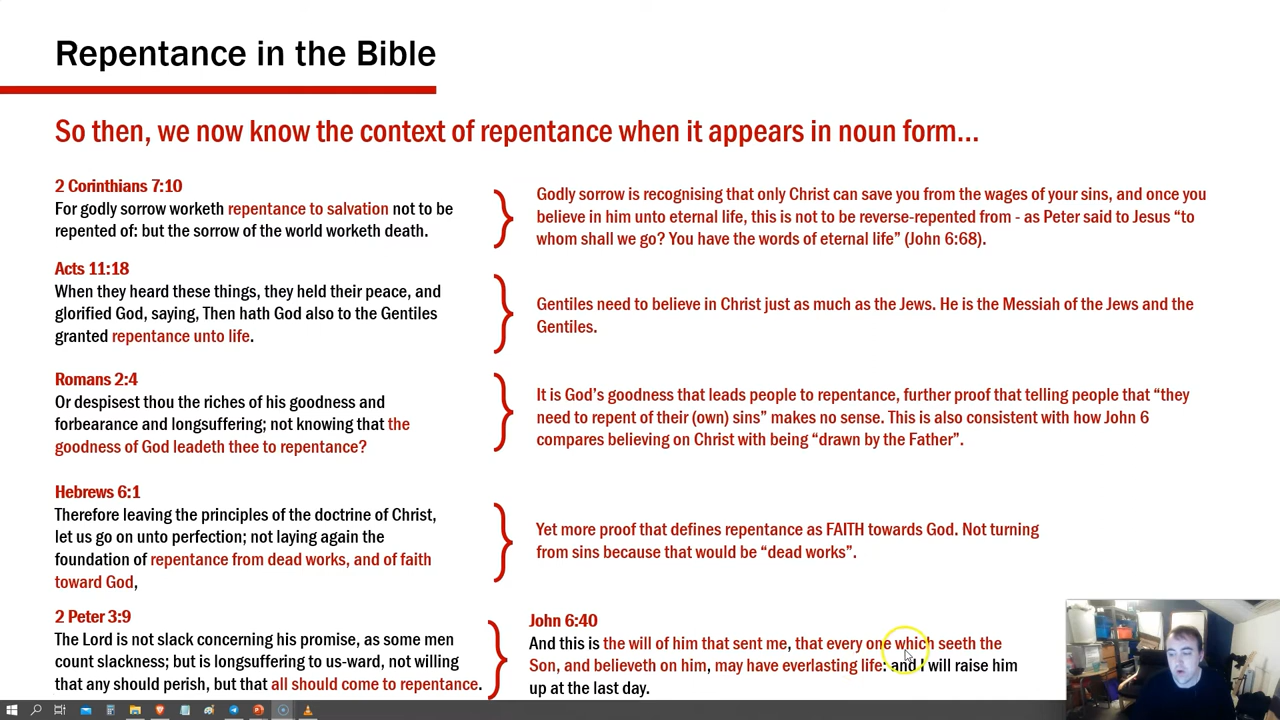 Repentance in the Bible
So then, we now know the context of repentance when it appears in noun form...
2 Corinthians 7:10
For godly sorrow worketh repentance to salvation not to be
repented of: but the sorrow of the world worketh death.
Godly sorrow is recognising that only Christ can save you from the wages of your sins, and once you
believe in him unto eternal life, this is not to be reverse-repented from - as Peter said to Jesus “to
whom shall we go? You have the words of eternal life” (John 6:68).
Acts 11:18
When they heard these things, they held their peace, and
glorified God, saying, Then hath God also to the Gentiles
granted repentance unto life.
Gentiles need to believe in Christ just as much as the Jews. He is the Messiah of the Jews and the
Gentiles.
Romans 2:4
Or despisest thou the riches of his goodness and
forbearance and longsuffering; not knowing that the
goodness of God leadeth thee to repentance?
It is God’s goodness that leads people to repentance, further proof that telling people that “they
need to repent of their (own) sins” makes no sense. This is also consistent with how John 6
compares believing on Christ with being “drawn by the Father”.
Hebrews 6:1
Therefore leaving the principles of the doctrine of Christ,
let us go on unto perfection; not laying again the
foundation of repentance from dead works, and of faith
toward God,
Yet more proof that defines repentance as FAITH towards God. Not turning
from sins because that would be “dead works”.
2 Peter 3:9
The Lord is not slack concerning his promise, as some men
count slackness; but is longsuffering to us-ward, not willing
that any should perish, but that all should come to repentance.
John 6:40
And this is the will of him that sent me, that every one which seeth the
Son, and believeth on him, may have everlasting life: and I will raise him
up at the last day.